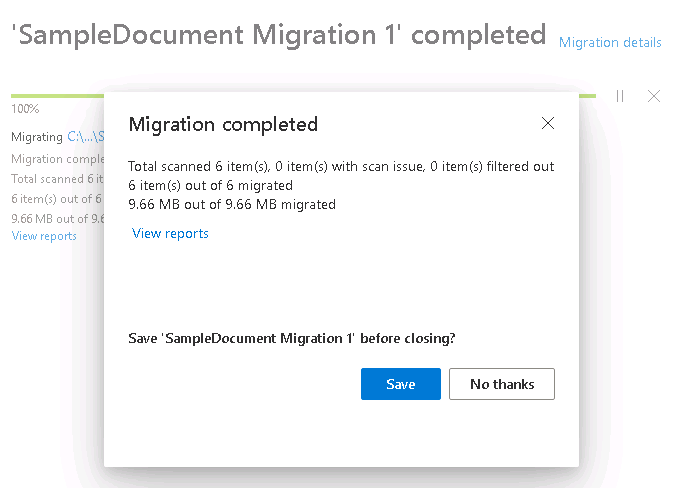 'SampleDocument Migration 1' completed Migration details
100%
Migrating C:\...\S
Migration comple
Total scanned 6 it
6 item(s) out of 6
9.66 MB out of 9.6
View reports
Migration completed
Total scanned 6 item(s), 0 item(s) with scan issue, 0 item(s) filtered out
6 item(s) out of 6 migrated
9.66 MB out of 9.66 MB migrated
View reports
Save 'SampleDocument Migration 1' before closing?
Save No thanks